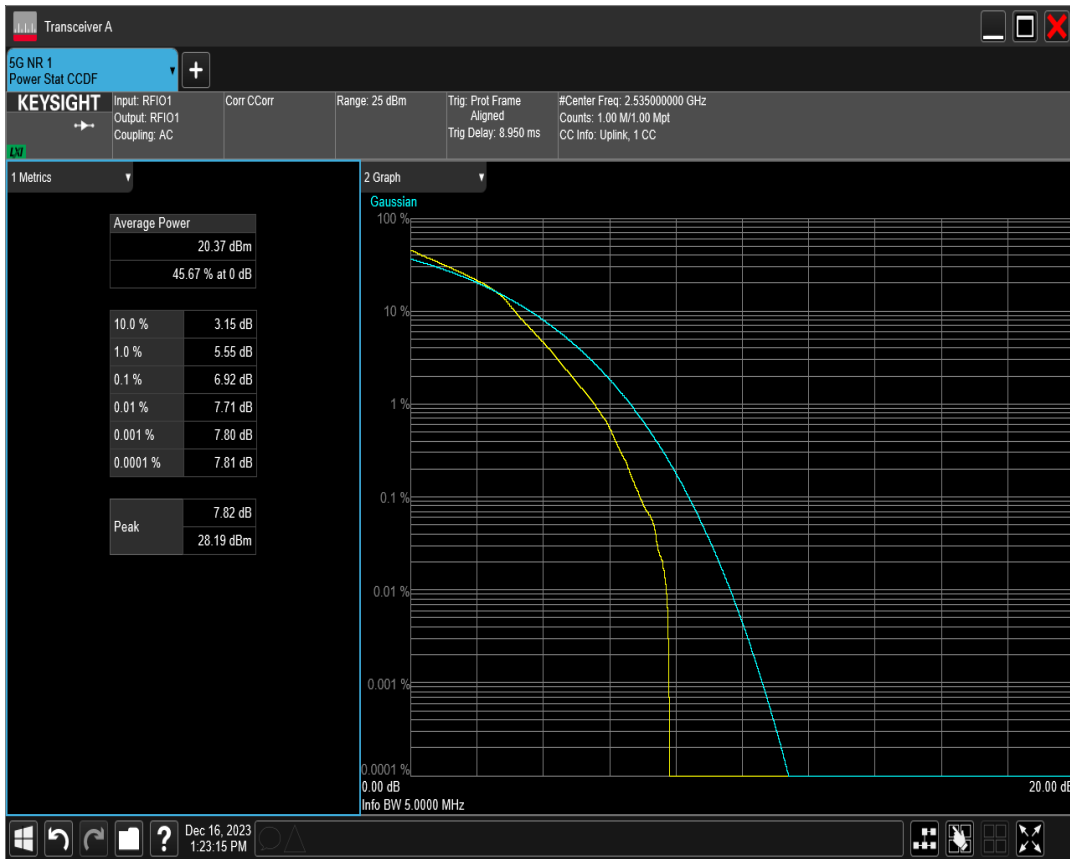 Transceiver A
5G NR 1
Power Stat CCDF
+
KEYSIGHT
LXI
Input: RFIO1
Output: RFIO1
Coupling: AC
Corr CCorr
Range: 25 dBm
Trig: Prot Frame
Aligned
Trig Delay: 8.950 ms
#Center Freq: 2.535000000 GHz
Counts: 1.00 M/1.00 Mpt
CC Info: Uplink, 1 CC
1 Metrics
Average Power
20.37 dBm
45.67 % at 0 dB
10.0 % 3.15 dB
1.0 % 5.55 dB
0.1 % 6.92 dB
0.01 % 7.71 dB
0.001 % 7.80 dB
0.0001 % 7.81 dB
Peak 7.82 dB
28.19 dBm
2 Graph
Gaussian
100 %
10 %
1 %
0.1 %
0.01 %
0.001 %
0.0001 %
0.00 dB 20.00 dB
Info BW 5.0000 MHz
?
Dec 16, 2023
1:23:15 PM